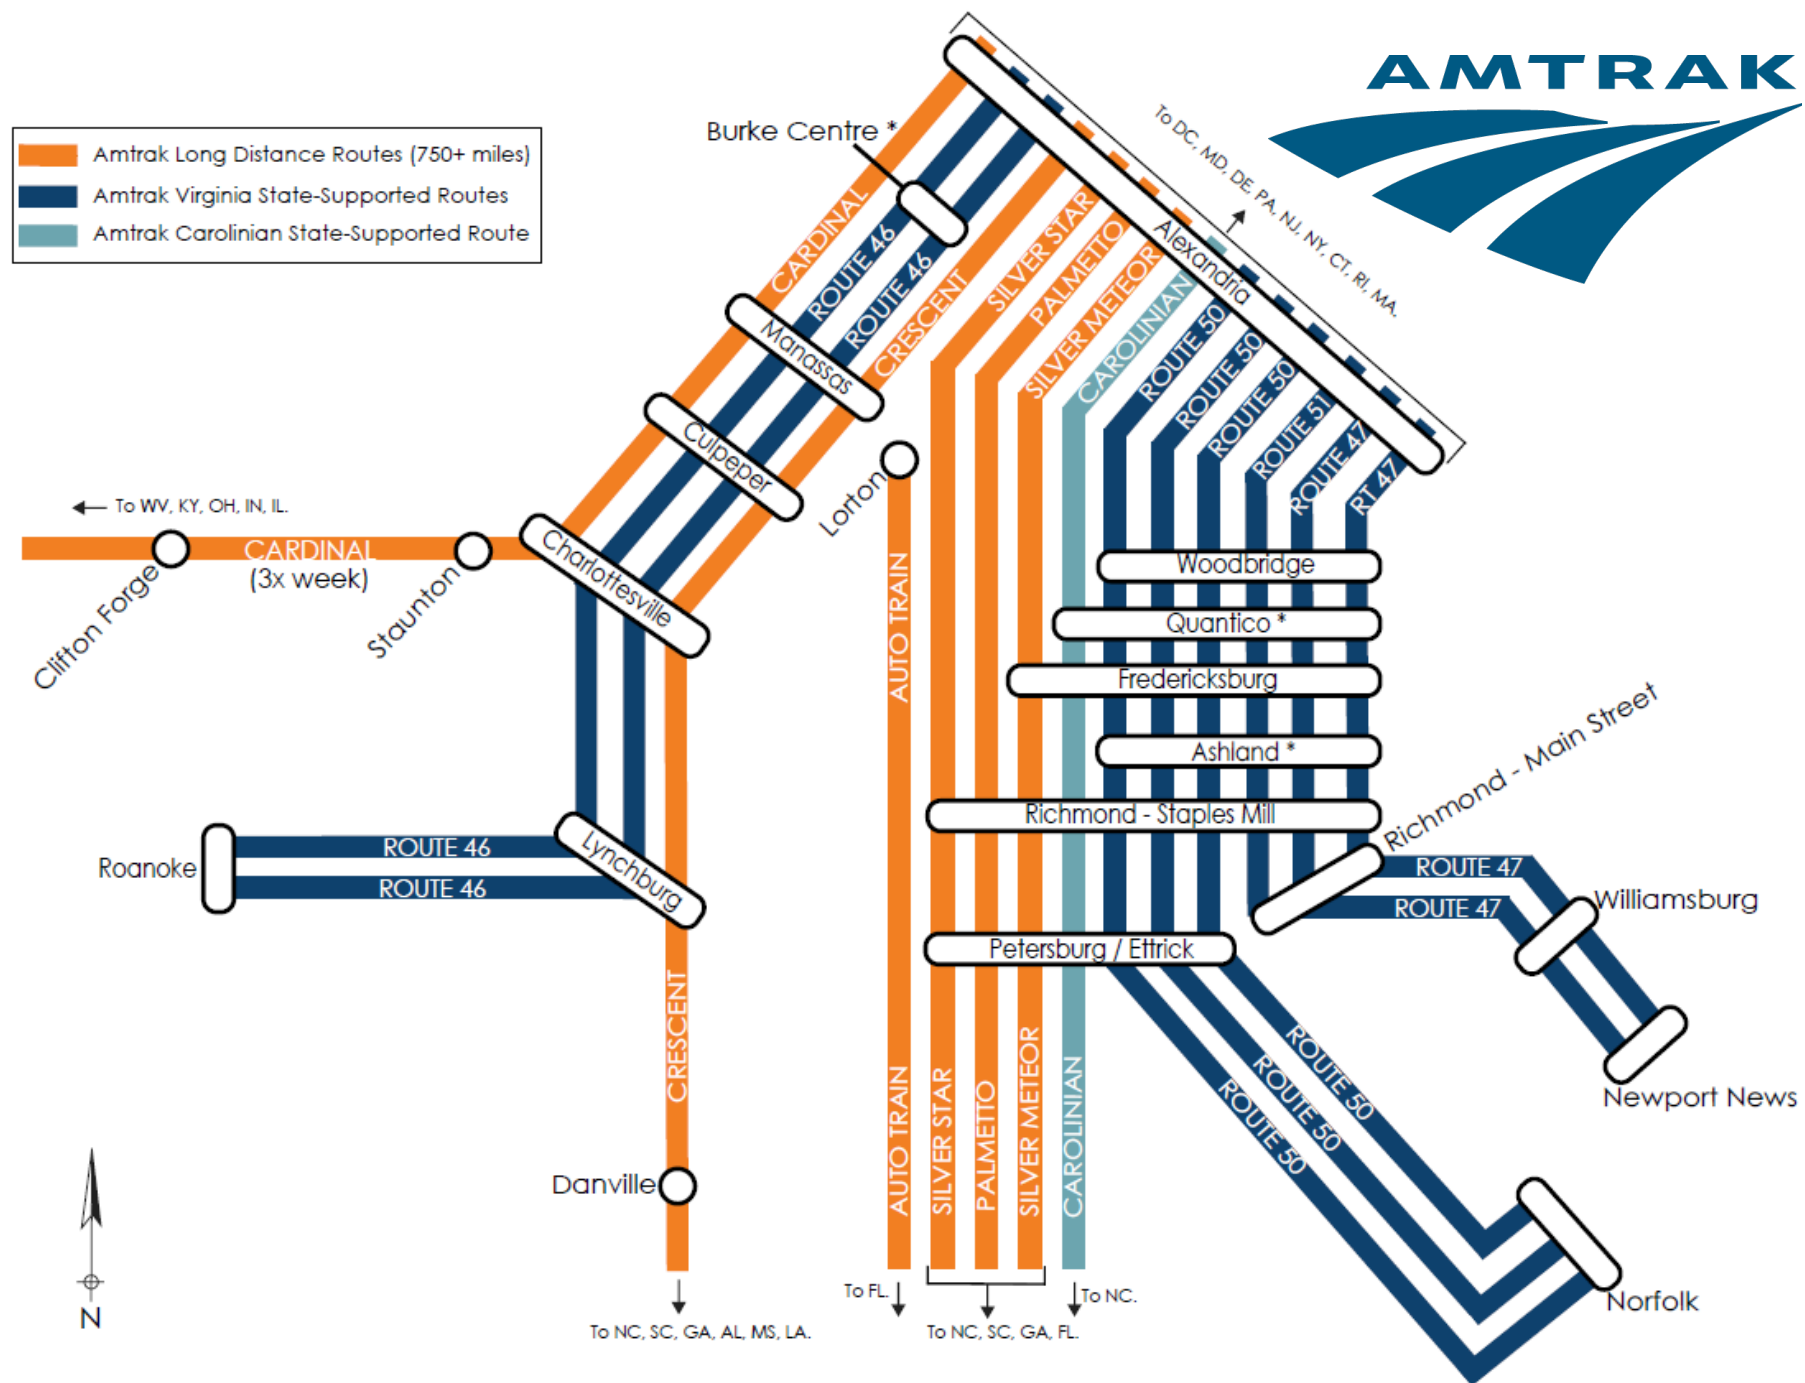 AMTRAK
Amtrak Long Distance Routes (750+ miles)
Amtrak Virginia State-Supported Routes
Amtrak Carolinian State-Supported Route
Burke Centre *
To DC, MD, DE, PA, NJ, NY, CT, RI, MA.
Alexandria
CARDINAL
ROUTE 46
ROUTE 46
CRESCENT
SILVER STAR
PALMETTO
SILVER METEOR
CAROLINIAN
ROUTE 50
ROUTE 50
ROUTE 50
ROUTE 51
ROUTE 47
RT 47
Manassas
Culpeper
Lorton
To WV, KY, OH, IN, IL.
CARDINAL
(3x week)
Clifton Forge
Staunton
Charlottesville
AUTO TRAIN
Woodbridge
Quantico *
Fredericksburg
Ashland *
Richmond - Staples Mill
Richmond - Main Street
Roanoke
ROUTE 46
ROUTE 46
Lynchburg
ROUTE 47
ROUTE 47
Williamsburg
Petersburg / Ettrick
Newport News
CRESCENT
AUTO TRAIN
SILVER STAR
PALMETTO
SILVER METEOR
CAROLINIAN
ROUTE 50
ROUTE 50
ROUTE 50
Danville
Norfolk
N
To FL.
To NC.
To NC, SC, GA, AL, MS, LA.
To NC, SC, GA, FL.